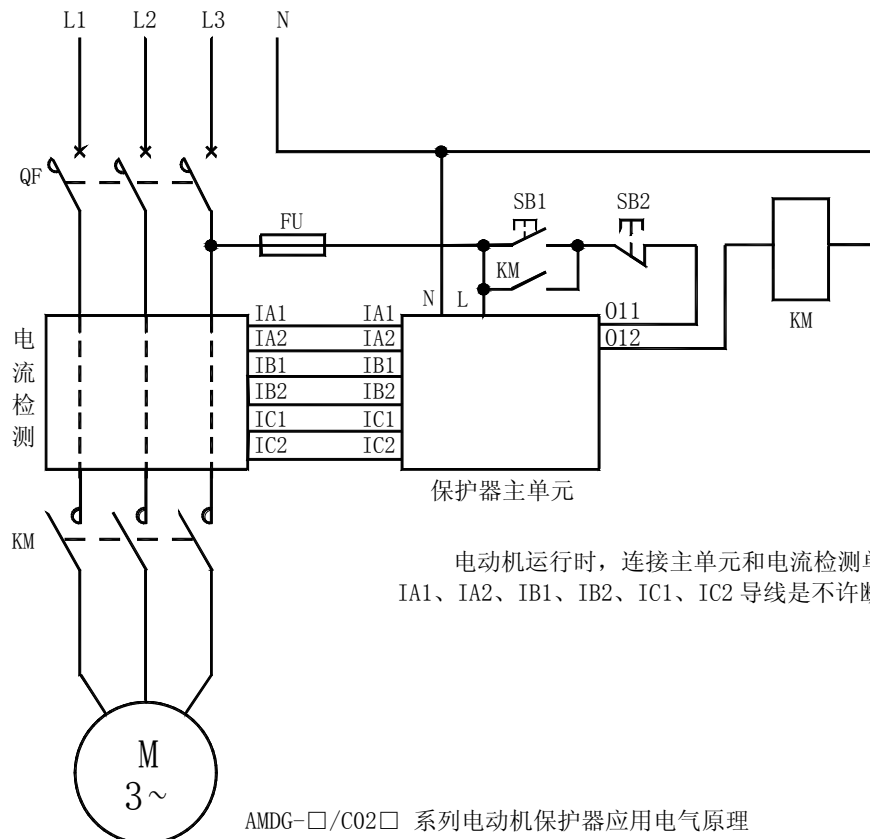 L1 L2 L3 N
QF
SB1 SB2
FU
KM
N L
KM
O11
O12
IA1 IA1
IA2 IA2
IB1 IB1
IB2 IB2
IC1 IC1
IC2 IC2
电流检测
保护器主单元
KM
电动机运行时，连接主单元和电流检测单
IA1、IA2、IB1、IB2、IC1、IC2 导线是不许断
M
3~
AMDG-□/C02□ 系列电动机保护器应用电气原理